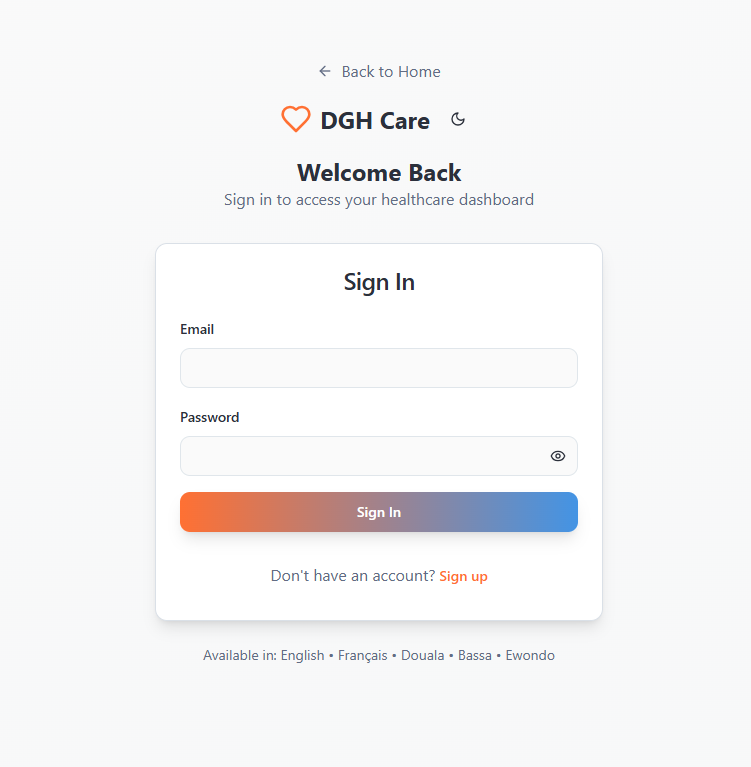 Back to Home
DGH Care
Welcome Back
Sign in to access your healthcare dashboard
Sign In
Email
Password
Sign In
Don't have an account? Sign up
Available in: English • Français • Douala • Bassa • Ewondo